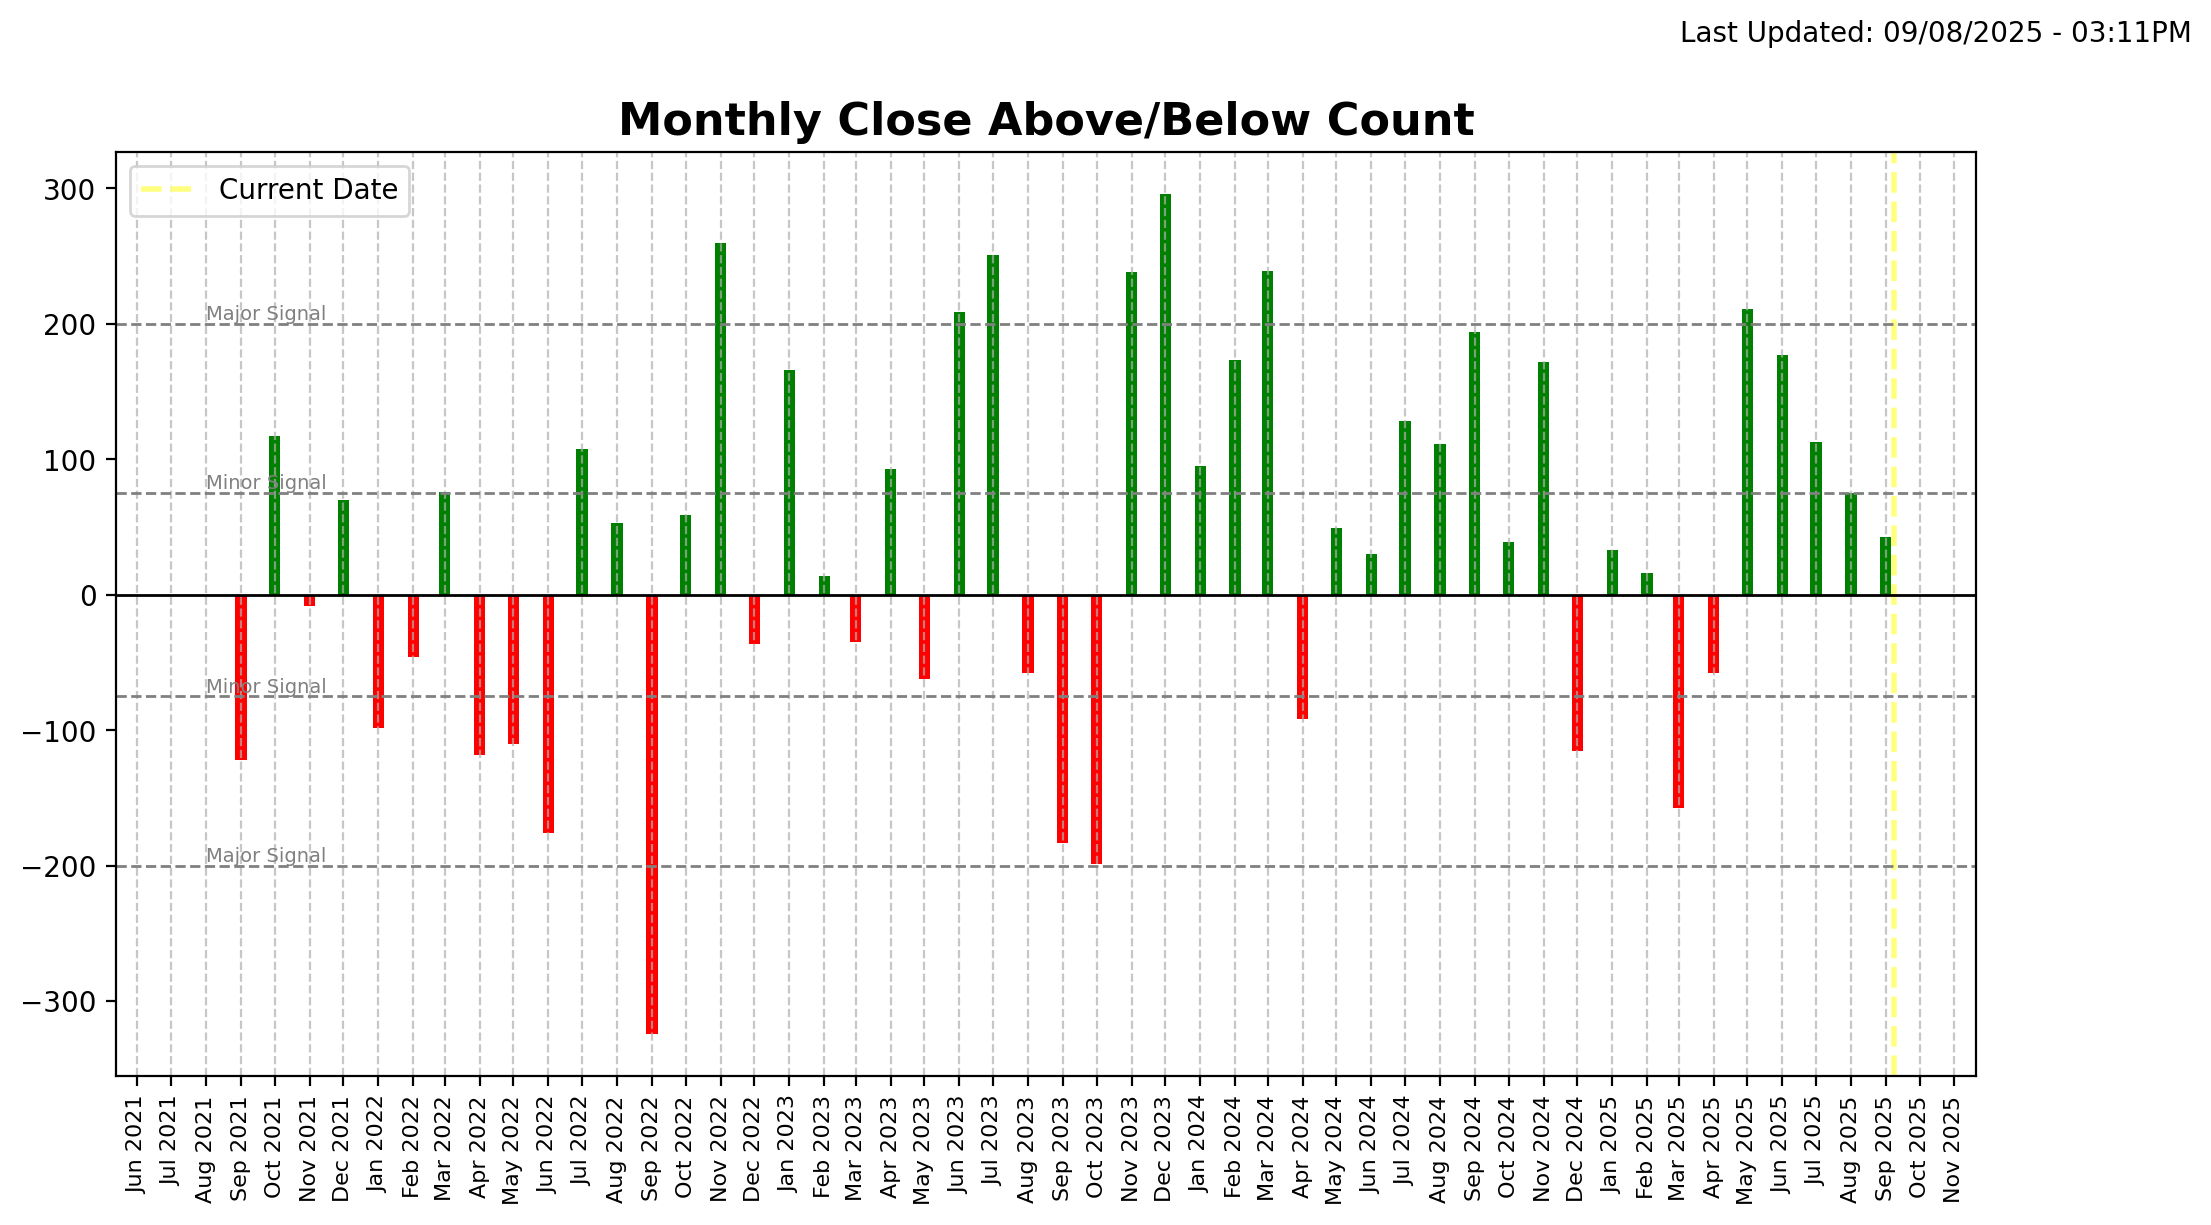 Last Updated: 09/08/2025 - 03:11PM
Monthly Close Above/Below Count
Current Date
300
200
100
0
−100
−200
−300
Major Signal
Minor Signal
Minor Signal
Major Signal
Jun 2021
Jul 2021
Aug 2021
Sep 2021
Oct 2021
Nov 2021
Dec 2021
Jan 2022
Feb 2022
Mar 2022
Apr 2022
May 2022
Jun 2022
Jul 2022
Aug 2022
Sep 2022
Oct 2022
Nov 2022
Dec 2022
Jan 2023
Feb 2023
Mar 2023
Apr 2023
May 2023
Jun 2023
Jul 2023
Aug 2023
Sep 2023
Oct 2023
Nov 2023
Dec 2023
Jan 2024
Feb 2024
Mar 2024
Apr 2024
May 2024
Jun 2024
Jul 2024
Aug 2024
Sep 2024
Oct 2024
Nov 2024
Dec 2024
Jan 2025
Feb 2025
Mar 2025
Apr 2025
May 2025
Jun 2025
Jul 2025
Aug 2025
Sep 2025
Oct 2025
Nov 2025